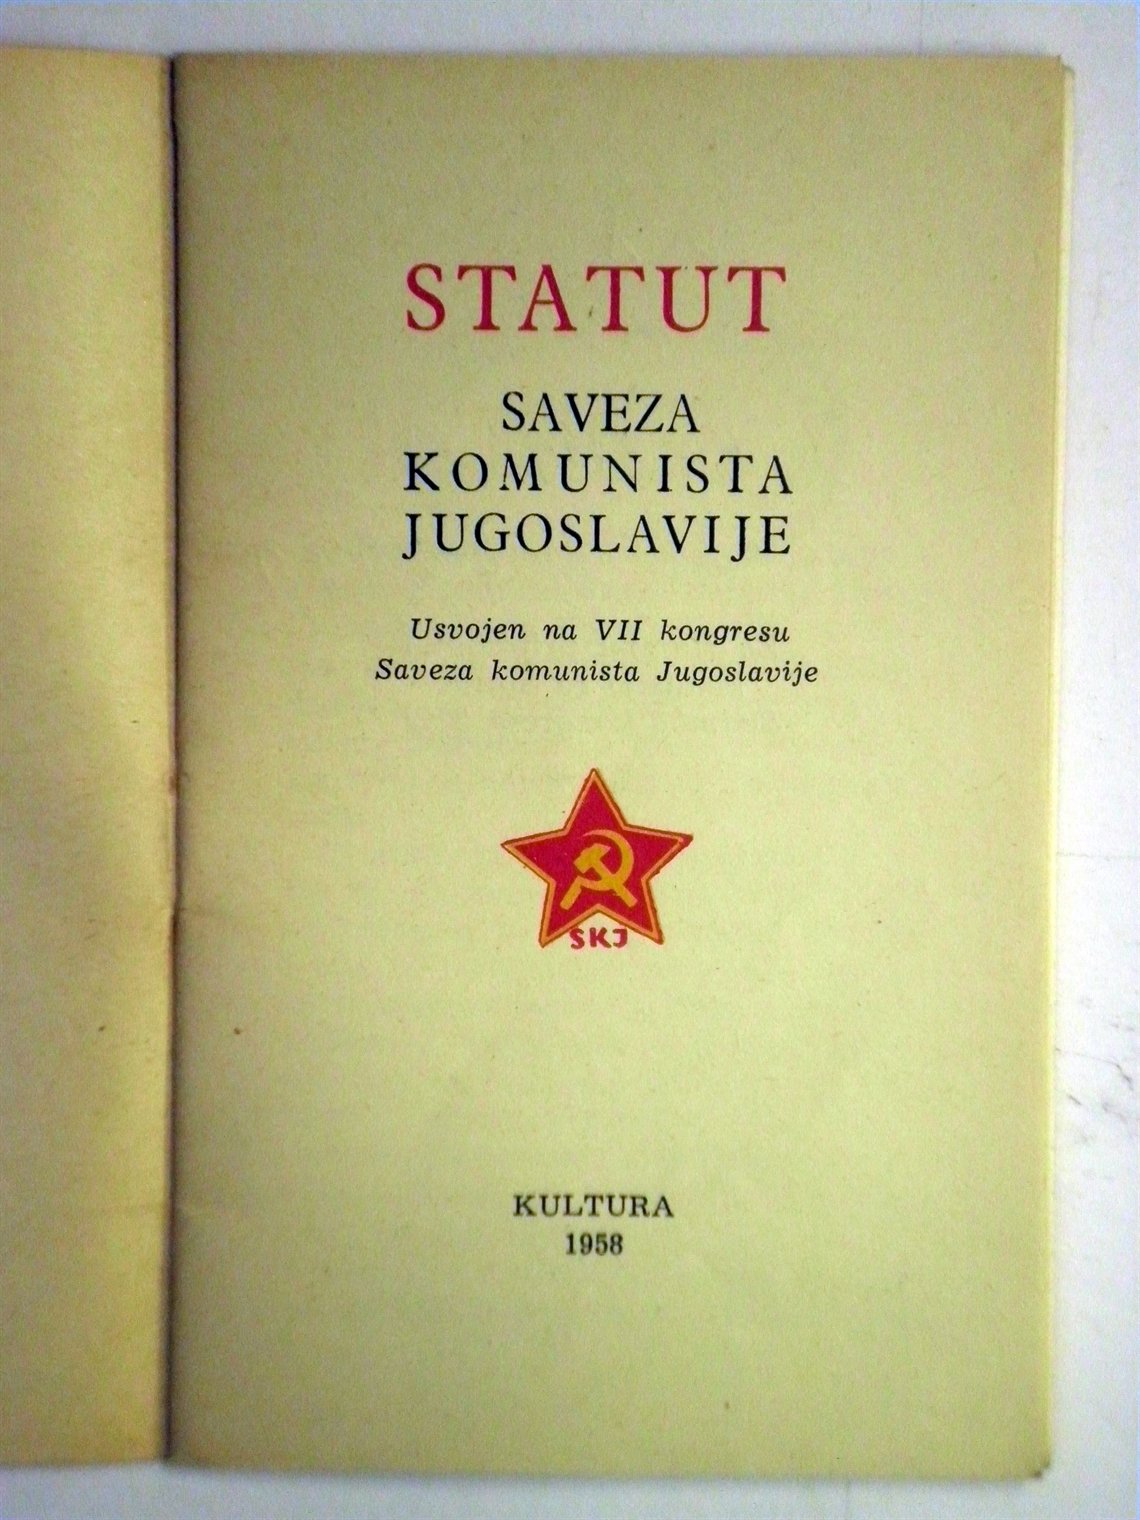 STATUT
SAVEZA
KOMUNISTA
JUGOSLAVIJE
Usvojen na VII kongresu
Saveza komunista Jugoslavije
SKJ
KULTURA
1958